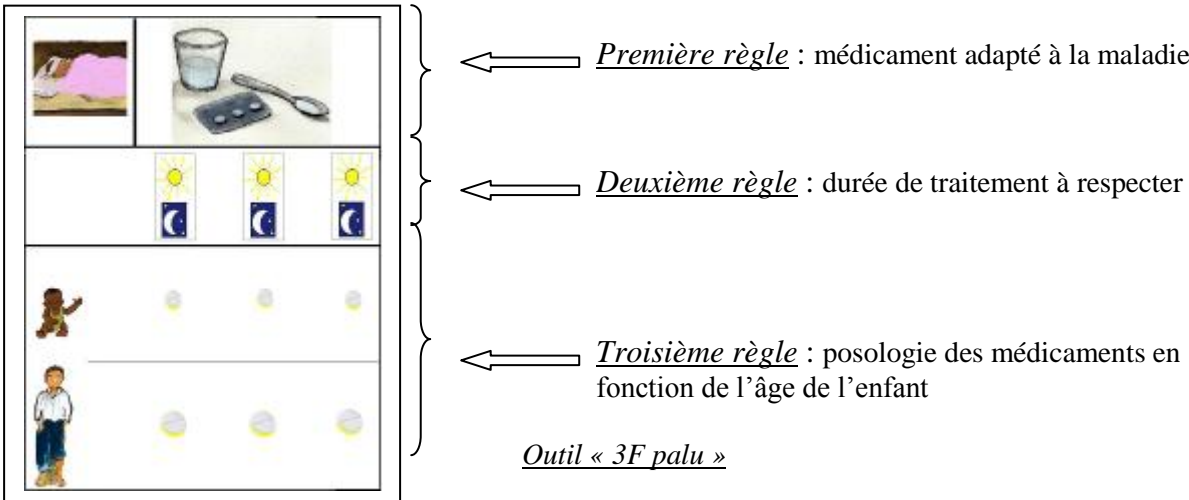 Première règle : médicament adapté à la maladie
Deuxième règle : durée de traitement à respecter
Troisième règle : posologie des médicaments en
fonction de l’âge de l’enfant
Outil « 3F palu »